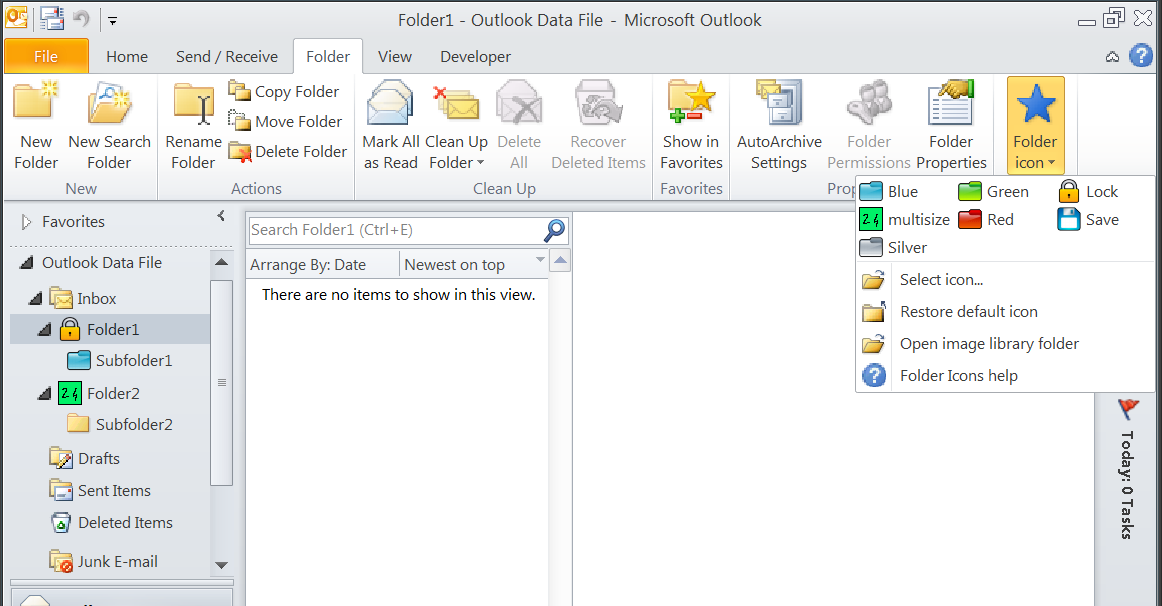 Folder1 - Outlook Data File - Microsoft Outlook
File Home Send / Receive Folder View Developer
New Folder
New Search Folder
New
Rename Folder
Copy Folder
Move Folder
Delete Folder
Actions
Mark All as Read
Clean Up Folder
Delete All
Recover Deleted Items
Clean Up
Show in Favorites
Favorites
AutoArchive Settings
Folder Permissions
Folder Properties
Prop
Folder icon
Blue Green Lock
24 multisize Red Save
Silver
Select icon...
Restore default icon
Open image library folder
Folder Icons help
Favorites
Outlook Data File
Inbox
Folder1
Subfolder1
24 Folder2
Subfolder2
Drafts
Sent Items
Deleted Items
Junk E-mail
Search Folder1 (Ctrl+E)
Arrange By: Date Newest on top
There are no items to show in this view.
Today: 0 Tasks